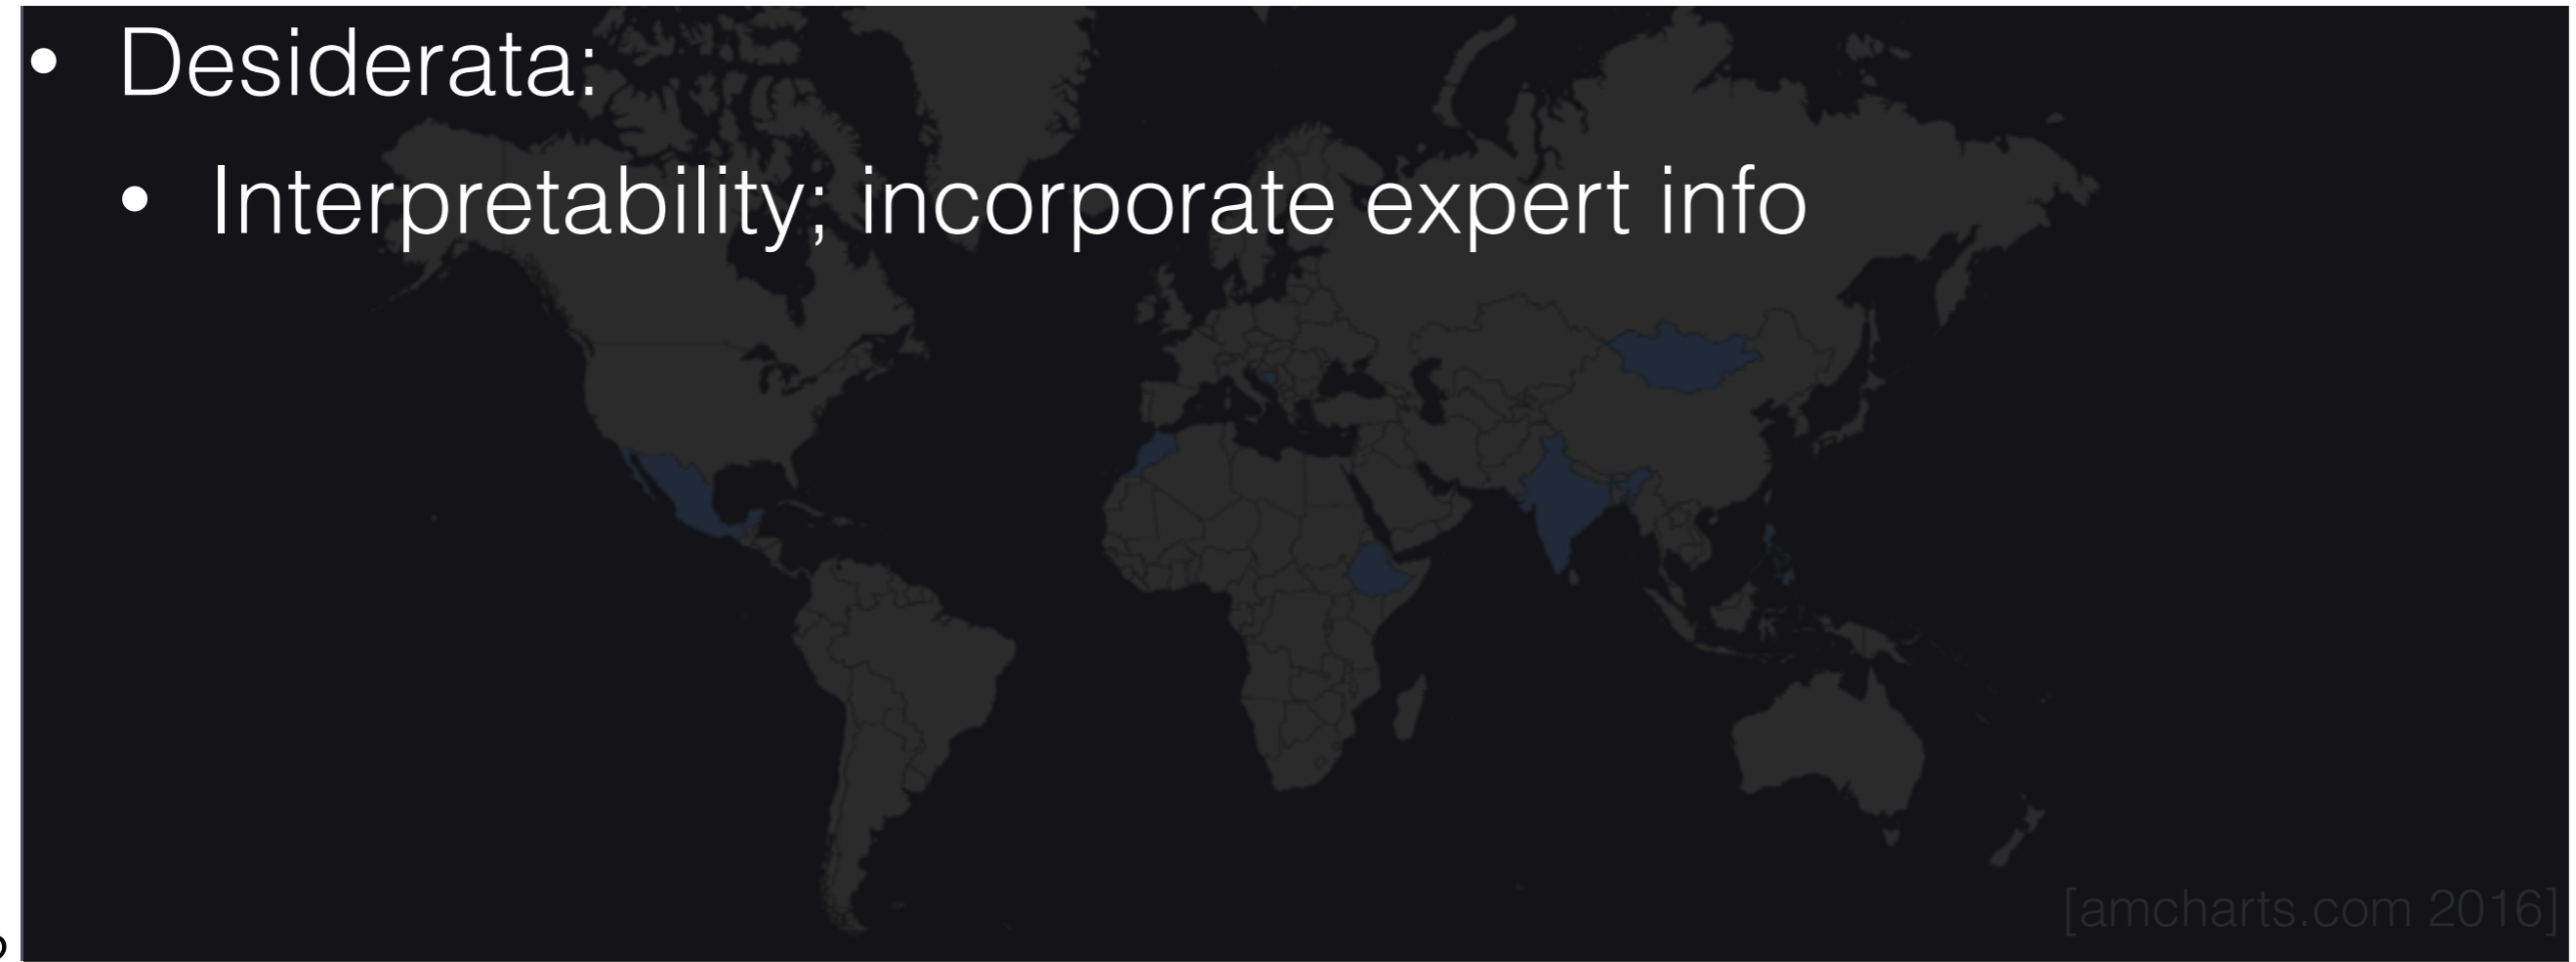 • Desiderata:
• Interpretability; incorporate expert info
[amcharts.com 2016]